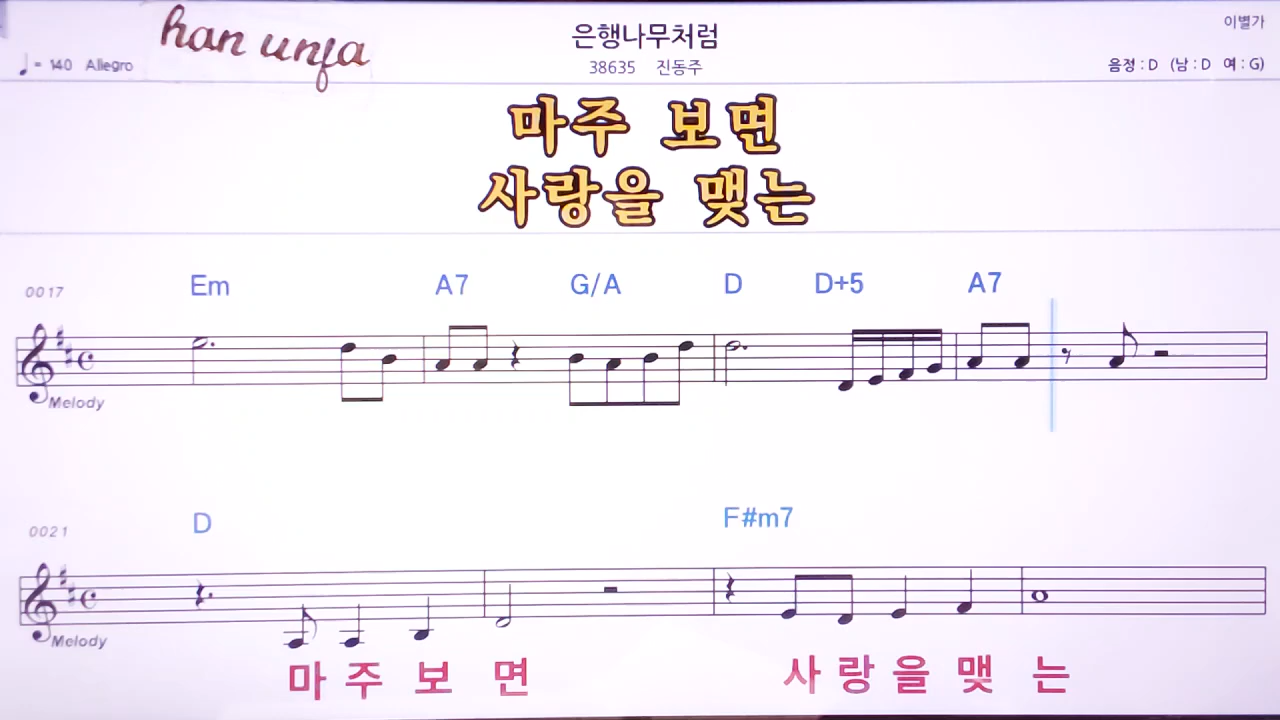 han unfa
은행나무처럼
이별가
♩= 140 Allegro
38635 진동주
음정 : D (남 : D 여 : G)
마주 보면
사랑을 맺는
0017
Em A7 G/A D D+5 A7
Melody
0021
D F#m7
Melody
마 주 보 면 사 랑 을 맺 는